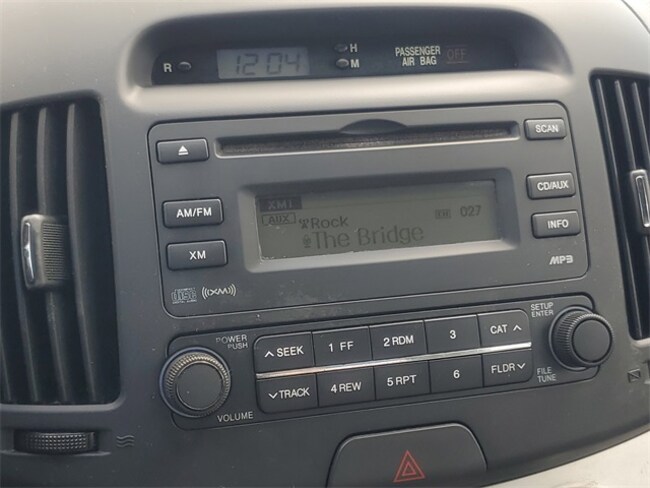 R 12:04 H
M
PASSENGER
AIR BAG OFF
SCAN
CD/AUX
INFO
MP3
AM/FM
XM
XM1
AUX
Rock
CH 027
The Bridge
DISC
((XM))
POWER
PUSH
VOLUME
∧ SEEK 1 FF 2 RDM 3 CAT ∧
∨ TRACK 4 REW 5 RPT 6 FLDR ∨
SETUP
ENTER
FILE
TUNE